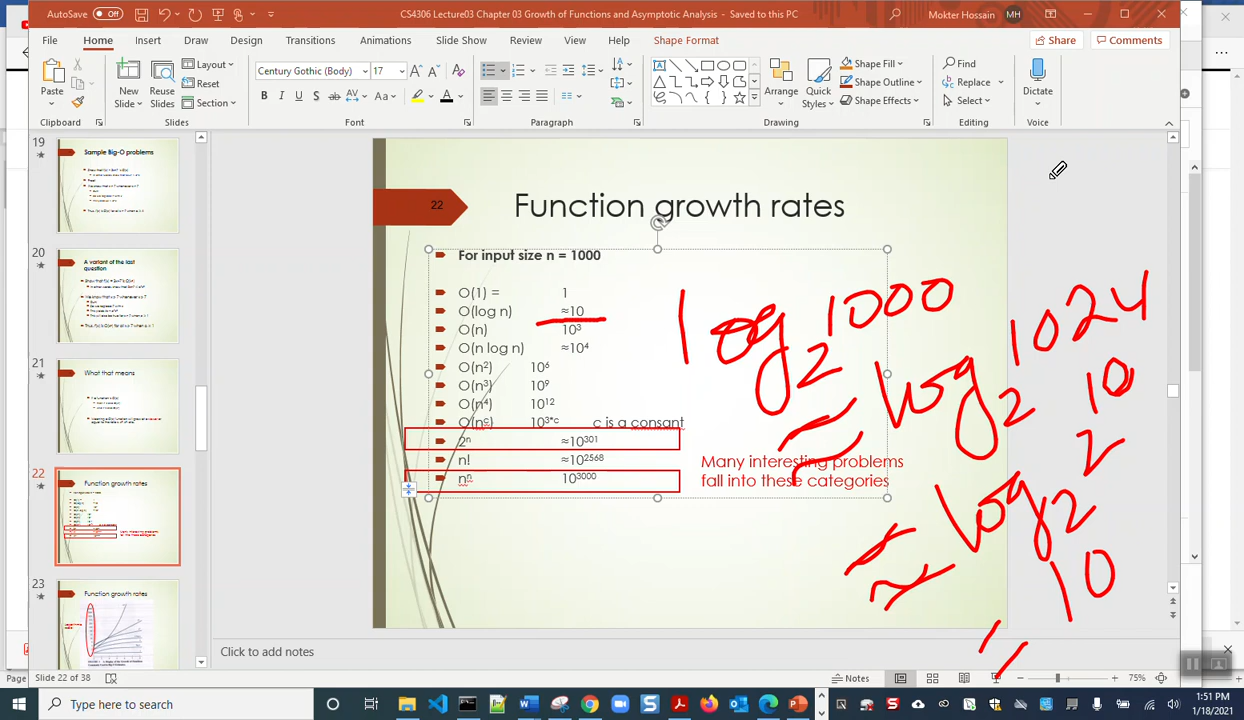 AutoSave Off
CS4306 Lecture03 Chapter 03 Growth of Functions and Asymptotic Analysis - Saved to this PC
Mokter Hossain MH
File Home Insert Draw Design Transitions Animations Slide Show Review View Help Shape Format
Share Comments
Paste
New Slide
Reuse Slides
Layout
Reset
Section
Century Gothic (Body) 17
Arrange
Quick Styles
Shape Fill
Shape Outline
Shape Effects
Find
Replace
Select
Dictate
Clipboard Slides Font Paragraph Drawing Editing Voice
19
Sample Big-O problems
20
A variant of the last question
21
What that means
22
Function growth rates
23
Function growth rates
22
Function growth rates
For input size n = 1000
O(1) = 1
O(log n) ≈10
O(n) 10³
O(n log n) ≈10⁴
O(n²) 10⁶
O(n³) 10⁹
O(n⁴) 10¹²
O(nᶜ) 10³*ᶜ c is a consant
2ⁿ ≈10³⁰¹
n! ≈10²⁵⁶⁸
nⁿ 10³⁰⁰⁰
Many interesting problems
fall into these categories
log₂ 1000
≈ log₂ 1024
≈ log₂ 2¹⁰
= 10
Click to add notes
Page
Slide 22 of 38
Notes
75%
Type here to search
1:51 PM
1/18/2021